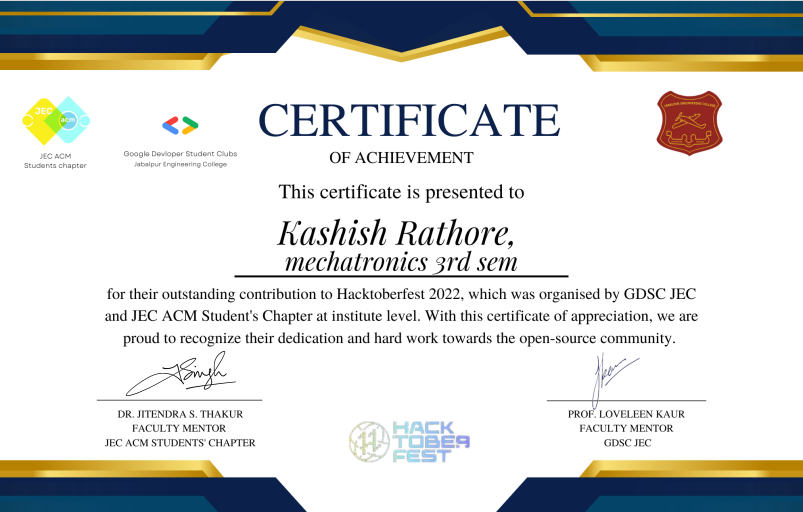 JEC
acm
JEC ACM
Students chapter
Google Devloper Student Clubs
Jabalpur Engineering College
CERTIFICATE
OF ACHIEVEMENT
JABALPUR ENGINEERING COLLEGE
This certificate is presented to
Kashish Rathore,
mechatronics 3rd sem
for their outstanding contribution to Hacktoberfest 2022, which was organised by GDSC JEC
and JEC ACM Student's Chapter at institute level. With this certificate of appreciation, we are
proud to recognize their dedication and hard work towards the open-source community.
DR. JITENDRA S. THAKUR
FACULTY MENTOR
JEC ACM STUDENTS' CHAPTER
HACK
TOBER
FEST
PROF. LOVELEEN KAUR
FACULTY MENTOR
GDSC JEC